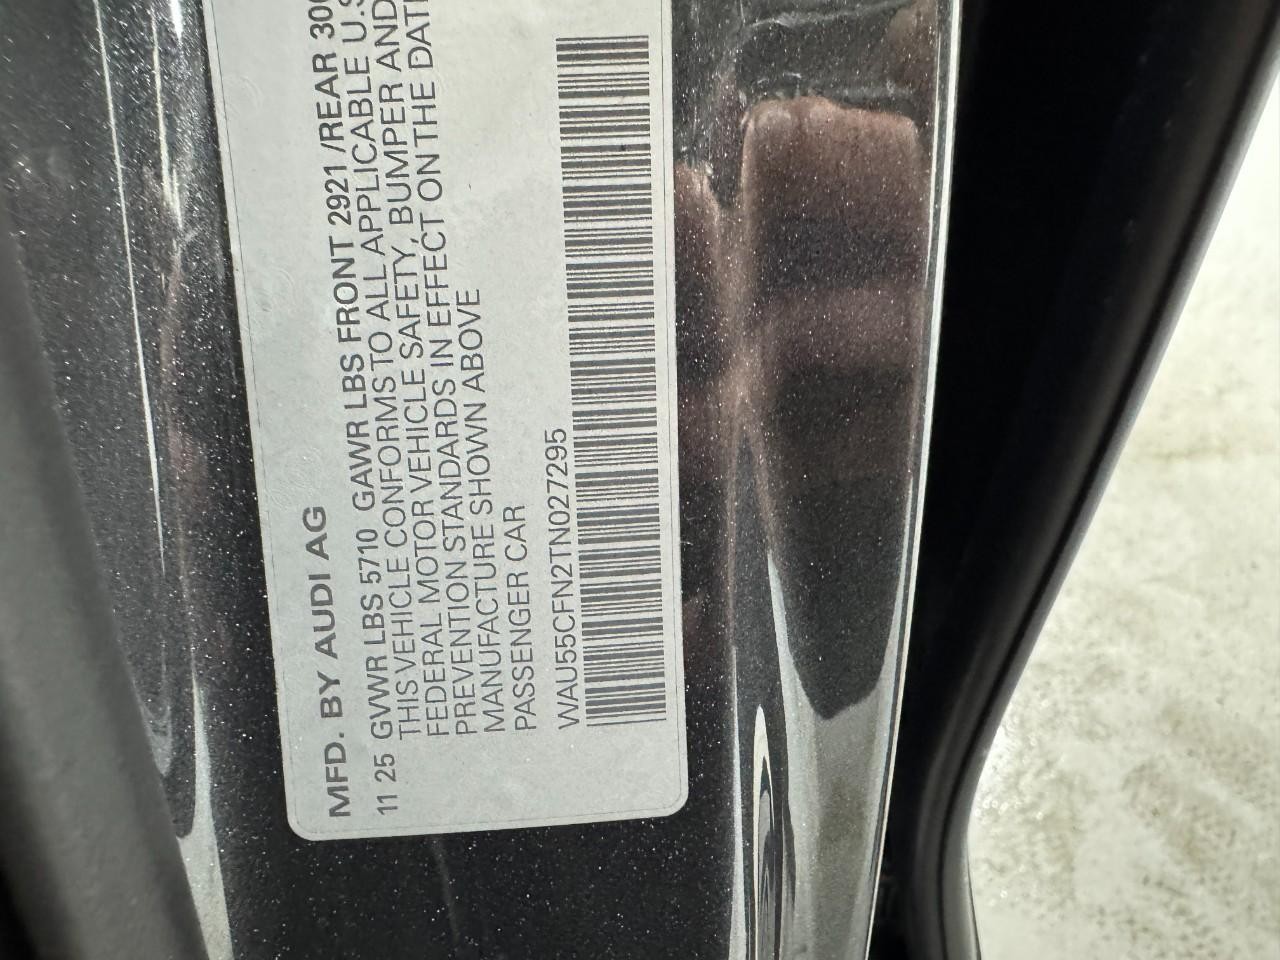 MFD. BY AUDI AG
11 25 GVWR LBS 5710 GAWR LBS FRONT 2921 /REAR
THIS VEHICLE CONFORMS TO ALL APPLICABLE
FEDERAL MOTOR VEHICLE SAFETY, BUMPER AND
PREVENTION STANDARDS IN EFFECT ON THE
MANUFACTURE SHOWN ABOVE
PASSENGER CAR
WAU55CFN2TN027295